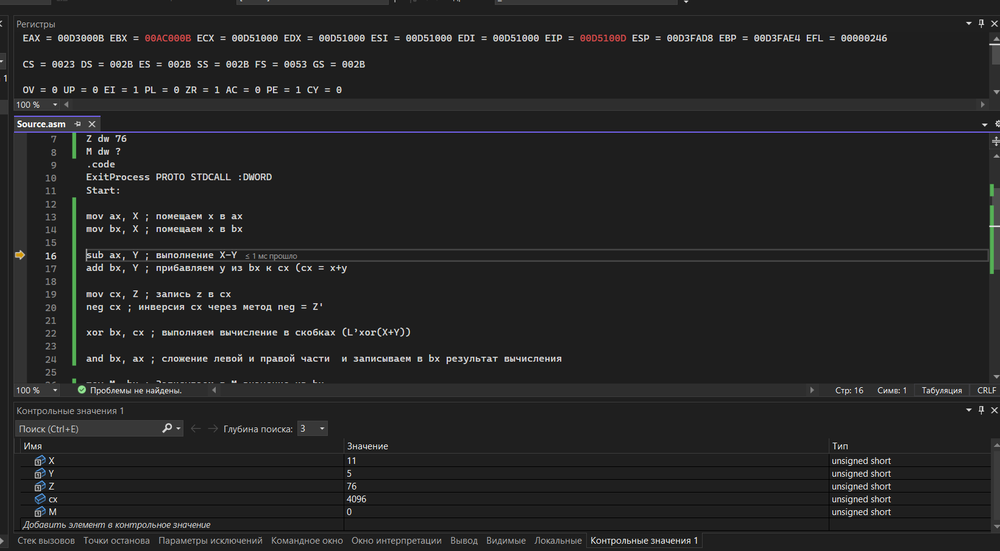 Регистры
EAX = 00D3000B EBX = 00AC000B ECX = 00D51000 EDX = 00D51000 ESI = 00D51000 EDI = 00D51000 EIP = 00D5100D ESP = 00D3FAD8 EBP = 00D3FAE4 EFL = 00000246
CS = 0023 DS = 002B ES = 002B SS = 002B FS = 0053 GS = 002B
OV = 0 UP = 0 EI = 1 PL = 0 ZR = 1 AC = 0 PE = 1 CY = 0
1
100 %
Source.asm
7 Z dw 76
8 M dw ?
9 .code
10 ExitProcess PROTO STDCALL :DWORD
11 Start:
12
13 mov ax, X ; помещаем x в ax
14 mov bx, X ; помещаем x в bx
15
16 sub ax, Y ; выполнение X-Y ≤ 1 мс прошло
17 add bx, Y ; прибавляем y из bx к cx (cx = x+y
18
19 mov cx, Z ; запись z в cx
20 neg cx ; инверсия cx через метод neg = Z'
21
22 xor bx, cx ; выполняем вычисление в скобках (L’xor(X+Y))
23
24 and bx, ax ; сложение левой и правой части  и записываем в bx результат вычисления
25
100 % Проблемы не найдены. Стр: 16 Симв: 1 Табуляция CRLF
Контрольные значения 1
Поиск (Ctrl+E) Глубина поиска: 3
Имя Значение Тип
X 11 unsigned short
Y 5 unsigned short
Z 76 unsigned short
cx 4096 unsigned short
M 0 unsigned short
Добавить элемент в контрольное значение
Стек вызовов Точки останова Параметры исключений Командное окно Окно интерпретации Вывод Видимые Локальные Контрольные значения 1